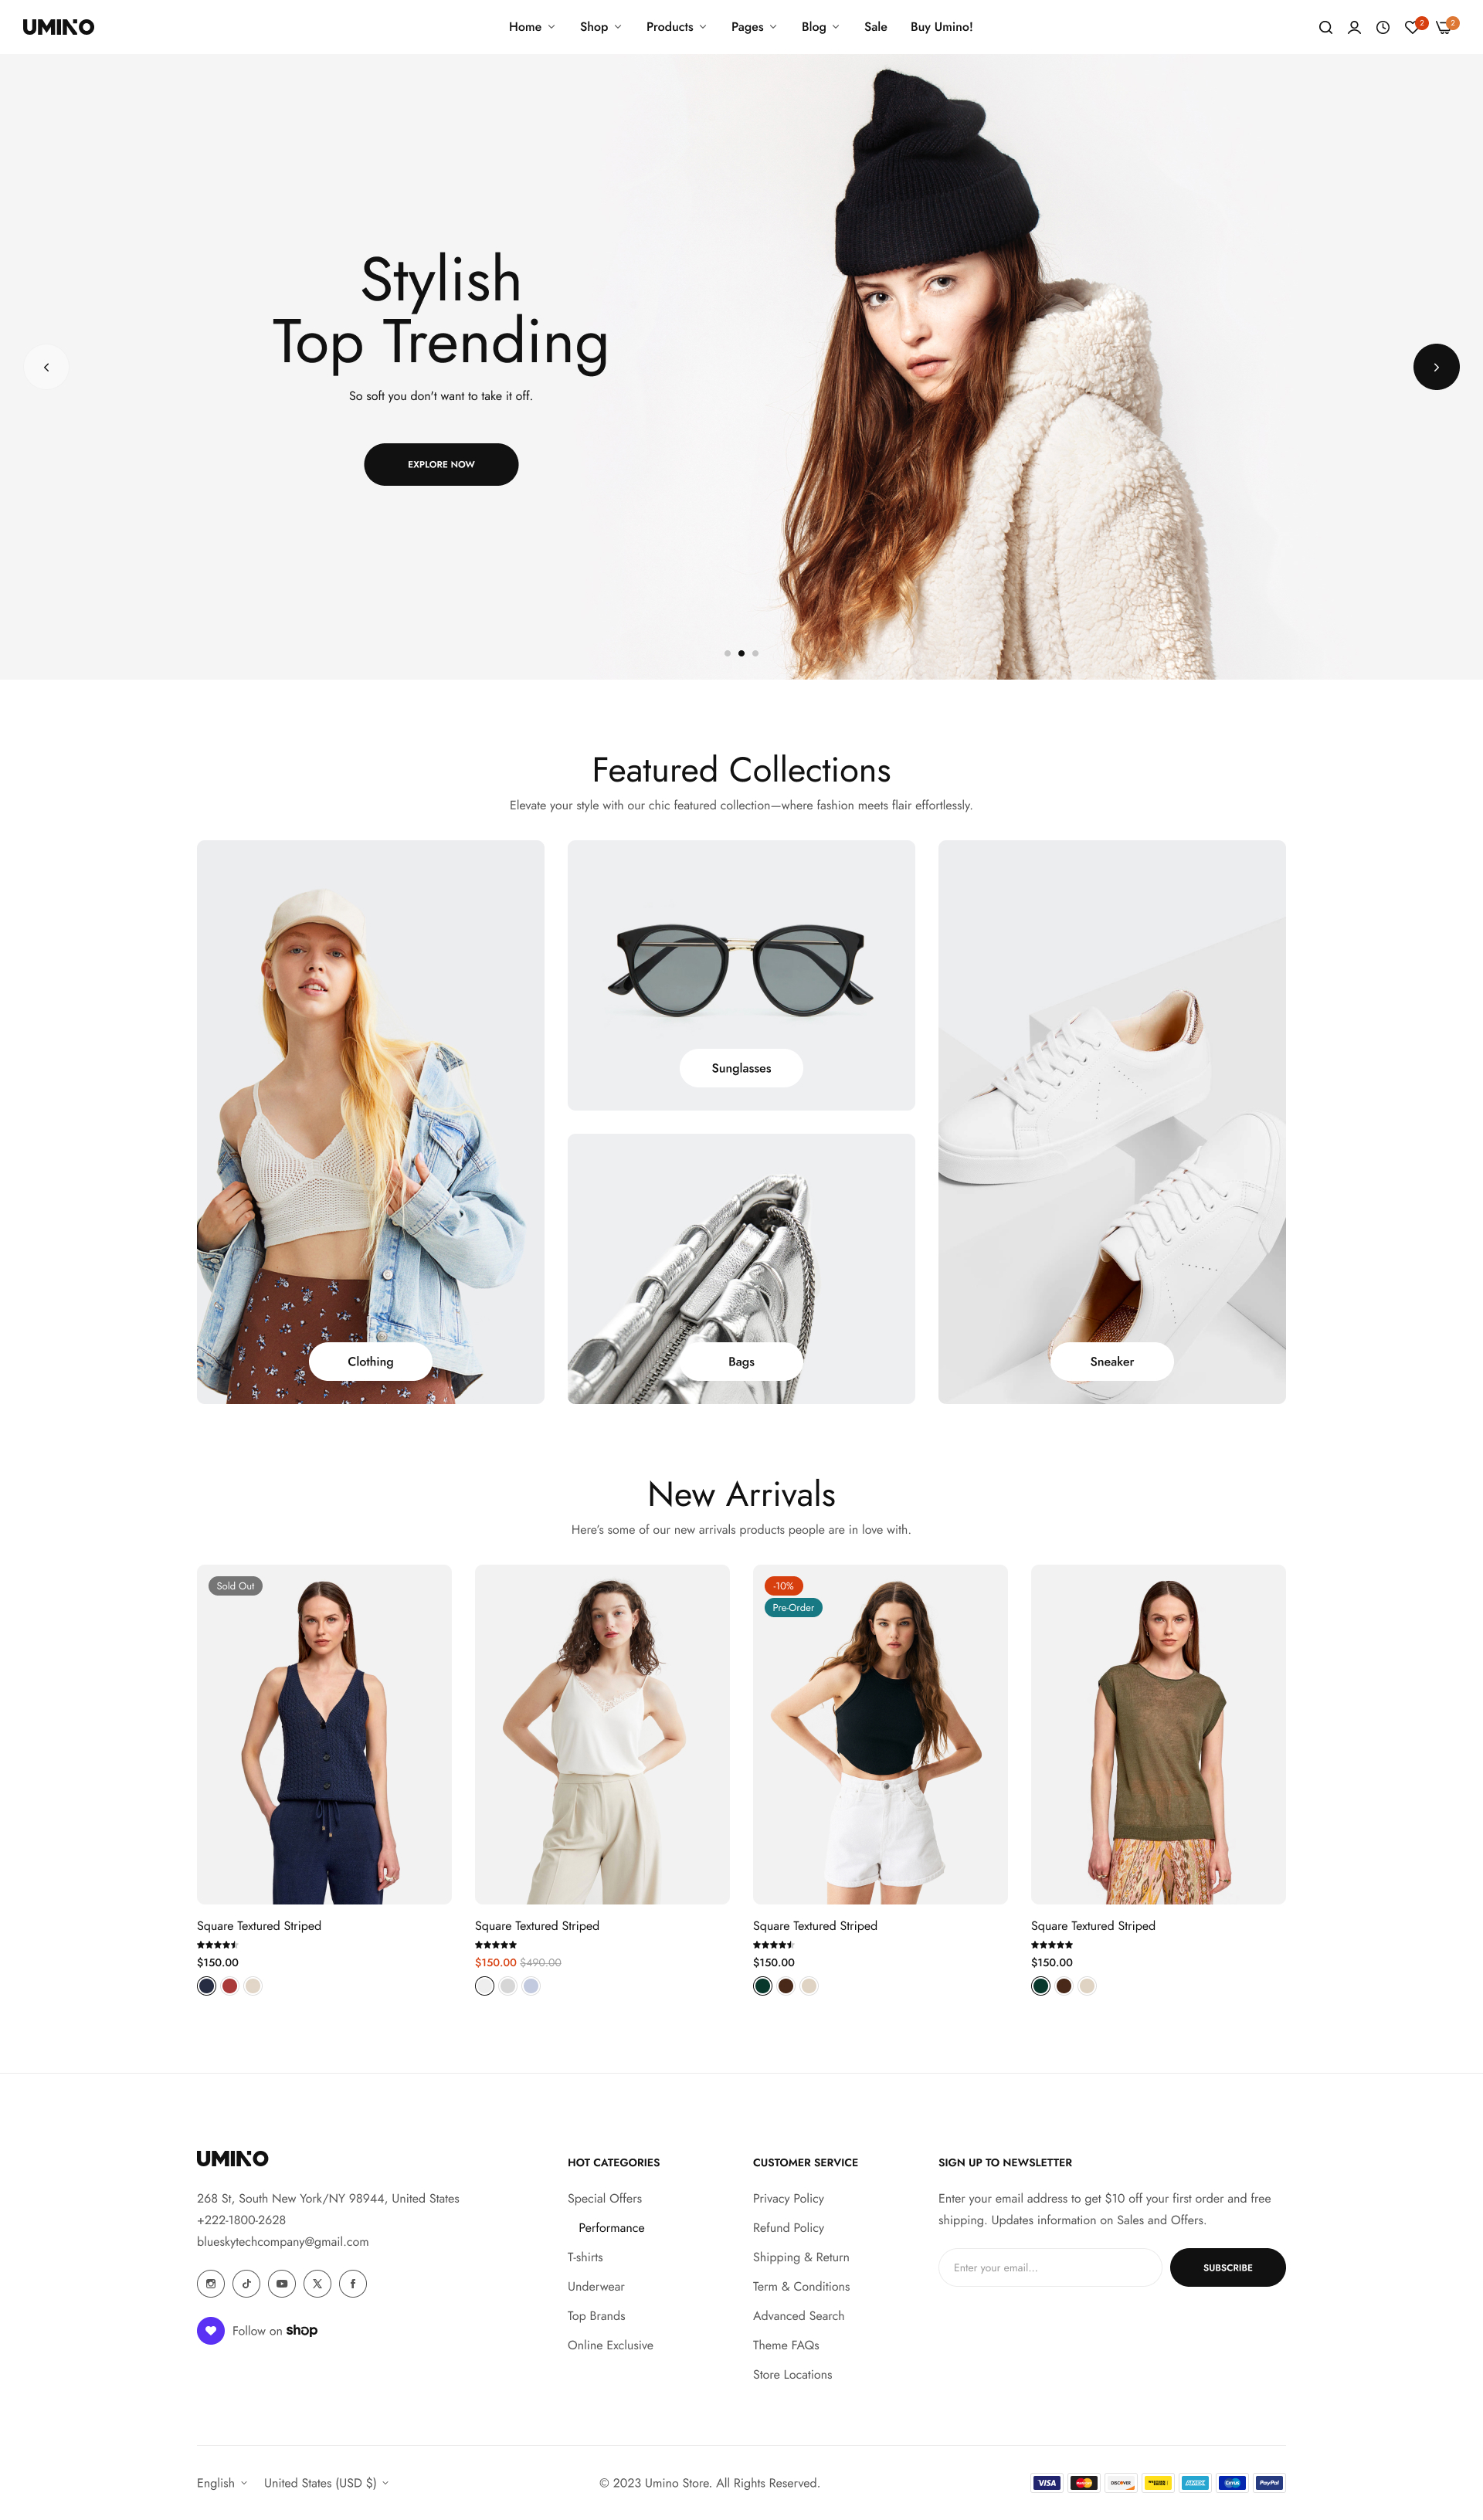 UMINO
Home
Shop
Products
Pages
Blog
Sale
Buy Umino!
2
2
Stylish
Top Trending
So soft you don't want to take it off.
EXPLORE NOW
Featured Collections
Elevate your style with our chic featured collection—where fashion meets flair effortlessly.
Clothing
Sunglasses
Bags
Sneaker
New Arrivals
Here's some of our new arrivals products people are in love with.
Sold Out
Square Textured Striped
$150.00
Square Textured Striped
$150.00 $490.00
-10%
Pre-Order
Square Textured Striped
$150.00
Square Textured Striped
$150.00
UMINO
268 St, South New York/NY 98944, United States
+222-1800-2628
blueskytechcompany@gmail.com
Follow on shop
HOT CATEGORIES
Special Offers
Performance
T-shirts
Underwear
Top Brands
Online Exclusive
CUSTOMER SERVICE
Privacy Policy
Refund Policy
Shipping & Return
Term & Conditions
Advanced Search
Theme FAQs
Store Locations
SIGN UP TO NEWSLETTER
Enter your email address to get $10 off your first order and free
shipping. Updates information on Sales and Offers.
Enter your email...
SUBSCRIBE
English
United States (USD $)
© 2023 Umino Store. All Rights Reserved.
VISA
DISCOVER
Cirrus
PayPal